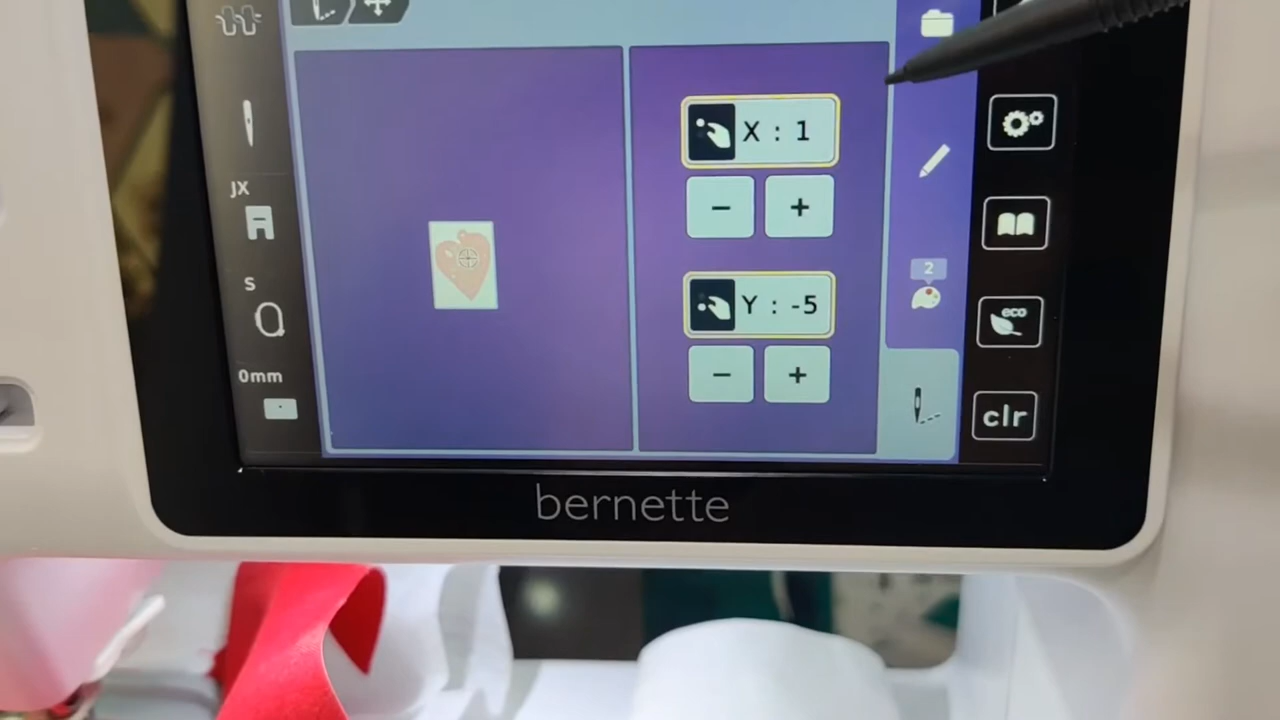 X : 1
- +
JX
S
2
Y : -5
eco
0mm
- +
clr
bernette